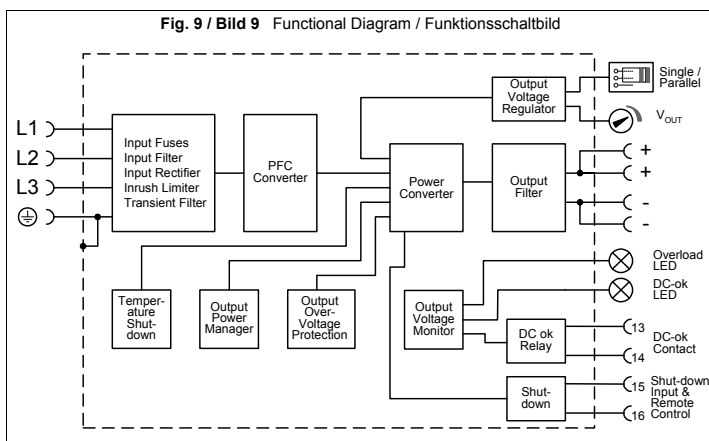 Fig. 9 / Bild 9 Functional Diagram / Funktionsschaltbild
Output
Voltage
Regulator
Single /
Parallel
VOUT
L1
L2
L3
Input Fuses
Input Filter
Input Rectifier
Inrush Limiter
Transient Filter
PFC
Converter
Power
Converter
Output
Filter
+
+
-
-
Temper-
ature
Shut-
down
Output
Power
Manager
Output
Over-
Voltage
Protection
Output
Voltage
Monitor
Overload
LED
DC-ok
LED
DC ok
Relay
13
14
DC-ok
Contact
Shut-
down
15
16
Shut-down
Input &
Remote
Control